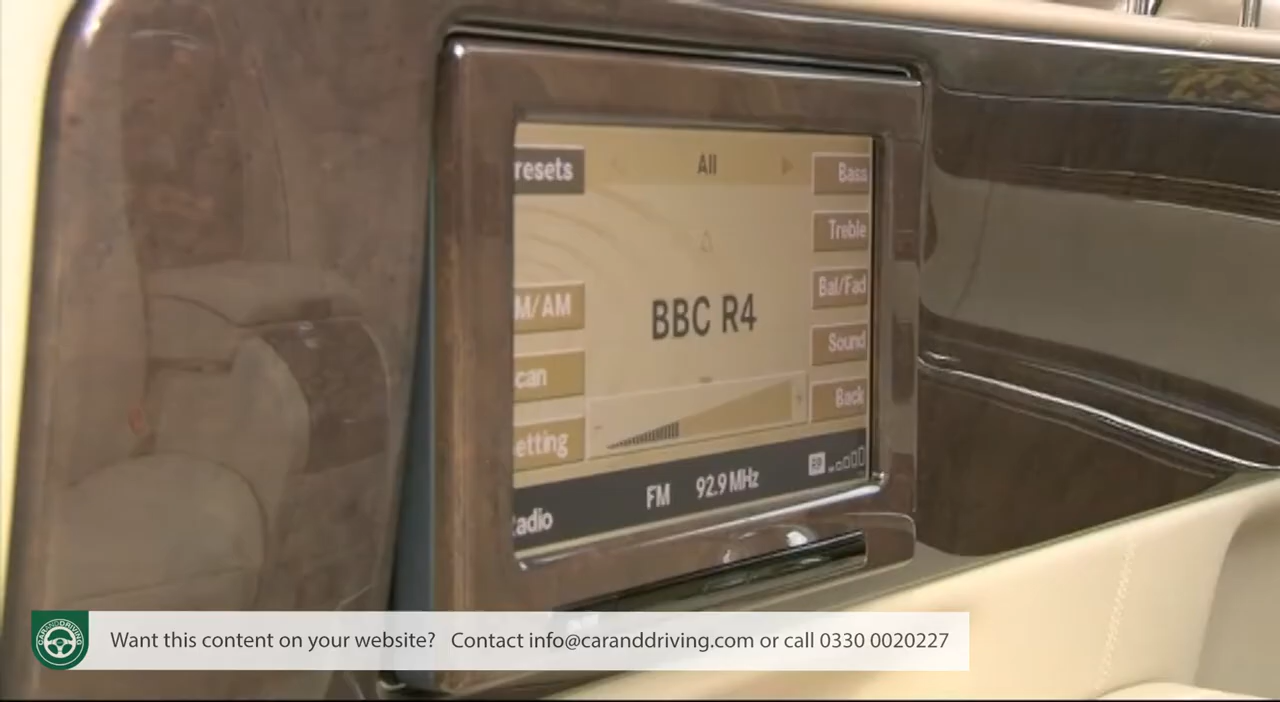 resets
All
Bass
Treble
M/AM
Bal/Fad
BBC R4
Sound
can
Back
etting
FM 92.9 MHz
adio
CARANDDRIVING
Want this content on your website? Contact info@caranddriving.com or call 0330 0020227